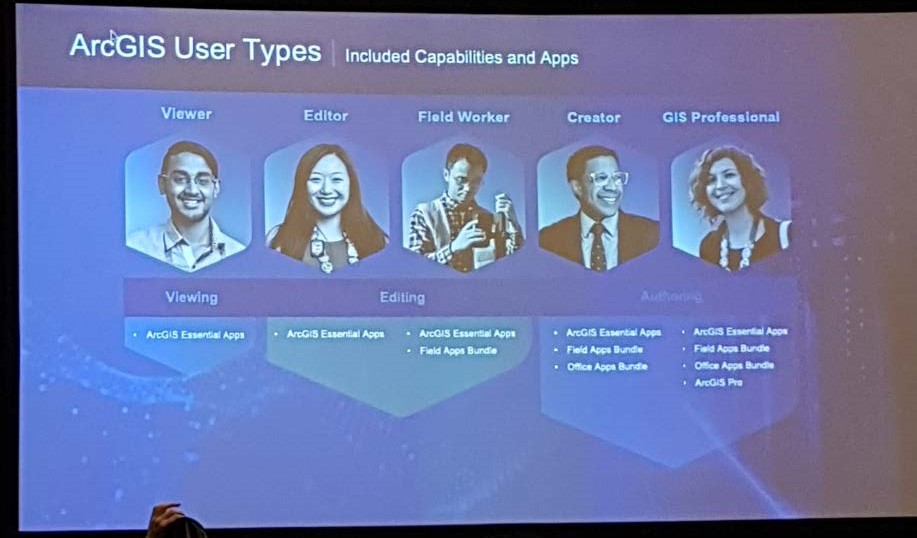 ArcGIS User Types | Included Capabilities and Apps
Viewer
Editor
Field Worker
Creator
GIS Professional
Viewing
Editing
Authoring
• ArcGIS Essential Apps
• ArcGIS Essential Apps
• ArcGIS Essential Apps
• Field Apps Bundle
• ArcGIS Essential Apps
• Field Apps Bundle
• Office Apps Bundle
• ArcGIS Essential Apps
• Field Apps Bundle
• Office Apps Bundle
• ArcGIS Pro